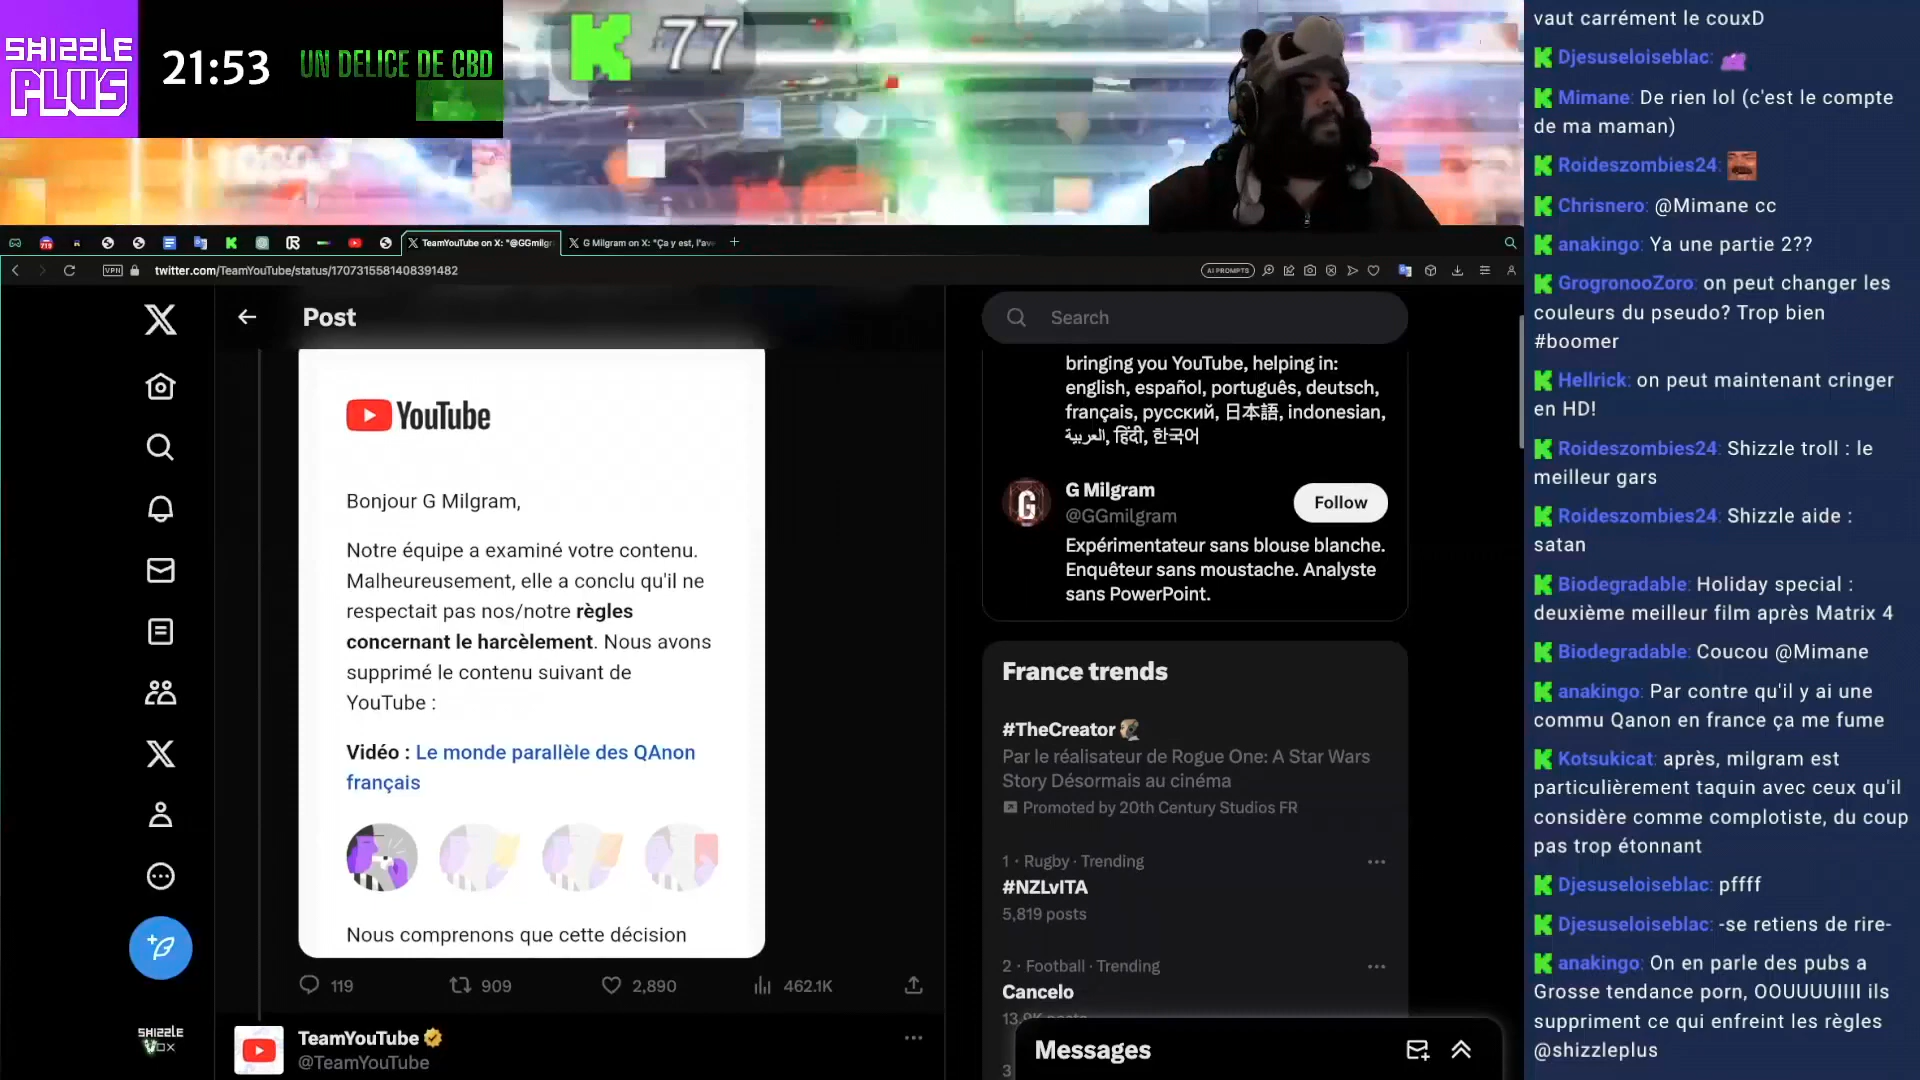 SHIZZLE
PLUS
21:53
UN DELICE DE CBD
K 77
TeamYouTube on X: "@GGmilgr
G Milgram on X: "Ça y est, l'av
VPN
twitter.com/TeamYouTube/status/1707315581408391482
AI PROMPTS
Post
YouTube
Bonjour G Milgram,
Notre équipe a examiné votre contenu.
Malheureusement, elle a conclu qu'il ne
respectait pas nos/notre règles
concernant le harcèlement. Nous avons
supprimé le contenu suivant de
YouTube :
Vidéo : Le monde parallèle des QAnon
français
Nous comprenons que cette décision
119
909
2,890
462.1K
TeamYouTube
@TeamYouTube
SHIZZLE
Search
bringing you YouTube, helping in:
english, español, português, deutsch,
français, русский, 日本語, indonesian,
العربية, हिंदी, 한국어
G Milgram
@GGmilgram
Follow
Expérimentateur sans blouse blanche.
Enquêteur sans moustache. Analyste
sans PowerPoint.
France trends
#TheCreator
Par le réalisateur de Rogue One: A Star Wars
Story Désormais au cinéma
Promoted by 20th Century Studios FR
1 · Rugby · Trending
#NZLvITA
5,819 posts
2 · Football · Trending
Cancelo
13.9K posts
3
Messages
vaut carrément le couxD
Djesuseloiseblac:
Mimane: De rien lol (c'est le compte
de ma maman)
Roideszombies24:
Chrisnero: @Mimane cc
anakingo: Ya une partie 2??
GrogronooZoro: on peut changer les
couleurs du pseudo? Trop bien
#boomer
Hellrick: on peut maintenant cringer
en HD!
Roideszombies24: Shizzle troll : le
meilleur gars
Roideszombies24: Shizzle aide :
satan
Biodegradable: Holiday special :
deuxième meilleur film après Matrix 4
Biodegradable: Coucou @Mimane
anakingo: Par contre qu'il y ai une
commu Qanon en france ça me fume
Kotsukicat: après, milgram est
particulièrement taquin avec ceux qu'il
considère comme complotiste, du coup
pas trop étonnant
Djesuseloiseblac: pffff
Djesuseloiseblac: -se retiens de rire-
anakingo: On en parle des pubs a
Grosse tendance porn, OOUUUUIIII ils
suppriment ce qui enfreint les règles
@shizzleplus